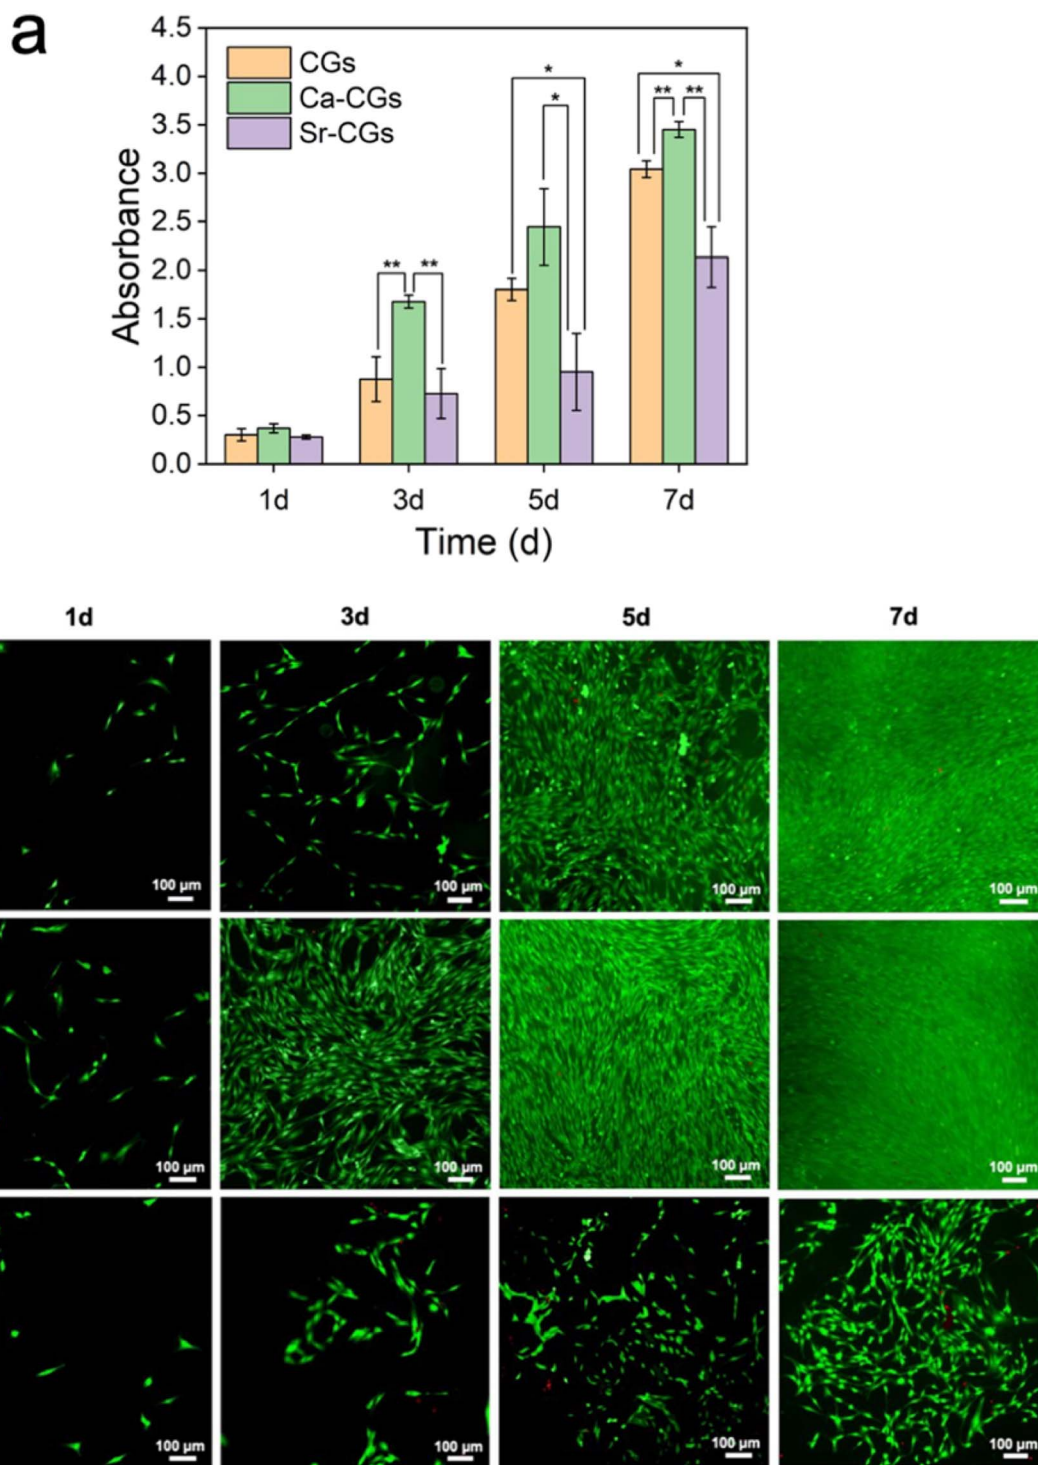 a
4.5
4.0
3.5
3.0
2.5
2.0
1.5
1.0
0.5
0.0
Absorbance
CGs
Ca-CGs
Sr-CGs
** **
*
*
*
** **
1d 3d 5d 7d
Time (d)
1d 3d 5d 7d
100 µm 100 µm 100 µm 100 µm
100 µm 100 µm 100 µm 100 µm
100 µm 100 µm 100 µm 100 µm